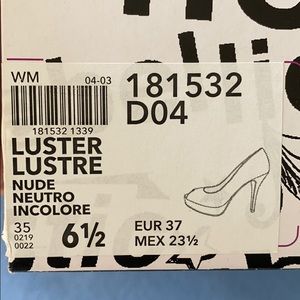 WM 04-03
181532
D04
181532 1339
LUSTER
LUSTRE
NUDE
NEUTRO
INCOLORE
35
0219
0022
6½
EUR 37
MEX 23½